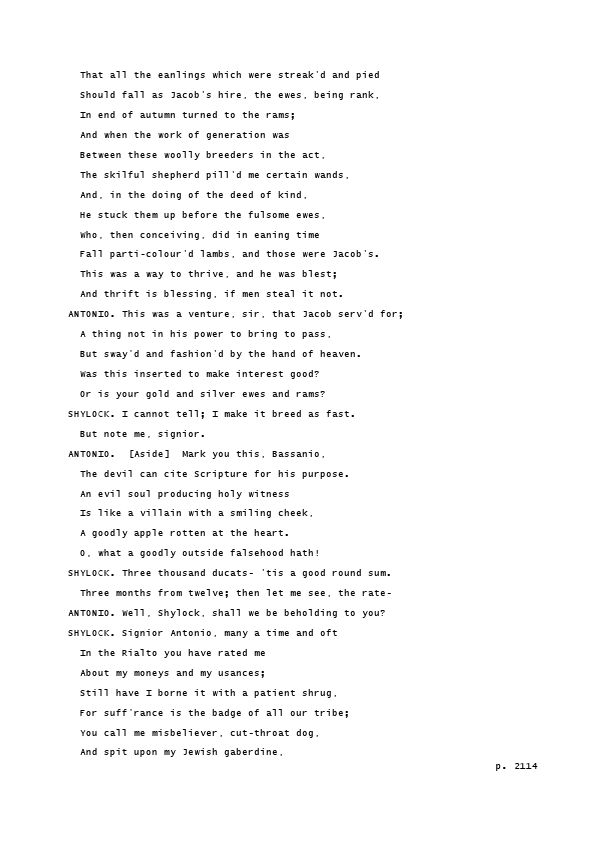 That all the eanlings which were streak'd and pied
Should fall as Jacob's hire, the ewes, being rank,
In end of autumn turned to the rams;
And when the work of generation was
Between these woolly breeders in the act,
The skilful shepherd pill'd me certain wands,
And, in the doing of the deed of kind,
He stuck them up before the fulsome ewes,
Who, then conceiving, did in eaning time
Fall parti-colour'd lambs, and those were Jacob's.
This was a way to thrive, and he was blest;
And thrift is blessing, if men steal it not.
ANTONIO. This was a venture, sir, that Jacob serv'd for;
A thing not in his power to bring to pass,
But sway'd and fashion'd by the hand of heaven.
Was this inserted to make interest good?
Or is your gold and silver ewes and rams?
SHYLOCK. I cannot tell; I make it breed as fast.
But note me, signior.
ANTONIO.  [Aside]  Mark you this, Bassanio,
The devil can cite Scripture for his purpose.
An evil soul producing holy witness
Is like a villain with a smiling cheek,
A goodly apple rotten at the heart.
O, what a goodly outside falsehood hath!
SHYLOCK. Three thousand ducats- 'tis a good round sum.
Three months from twelve; then let me see, the rate-
ANTONIO. Well, Shylock, shall we be beholding to you?
SHYLOCK. Signior Antonio, many a time and oft
In the Rialto you have rated me
About my moneys and my usances;
Still have I borne it with a patient shrug,
For suff'rance is the badge of all our tribe;
You call me misbeliever, cut-throat dog,
And spit upon my Jewish gaberdine,
p. 2114